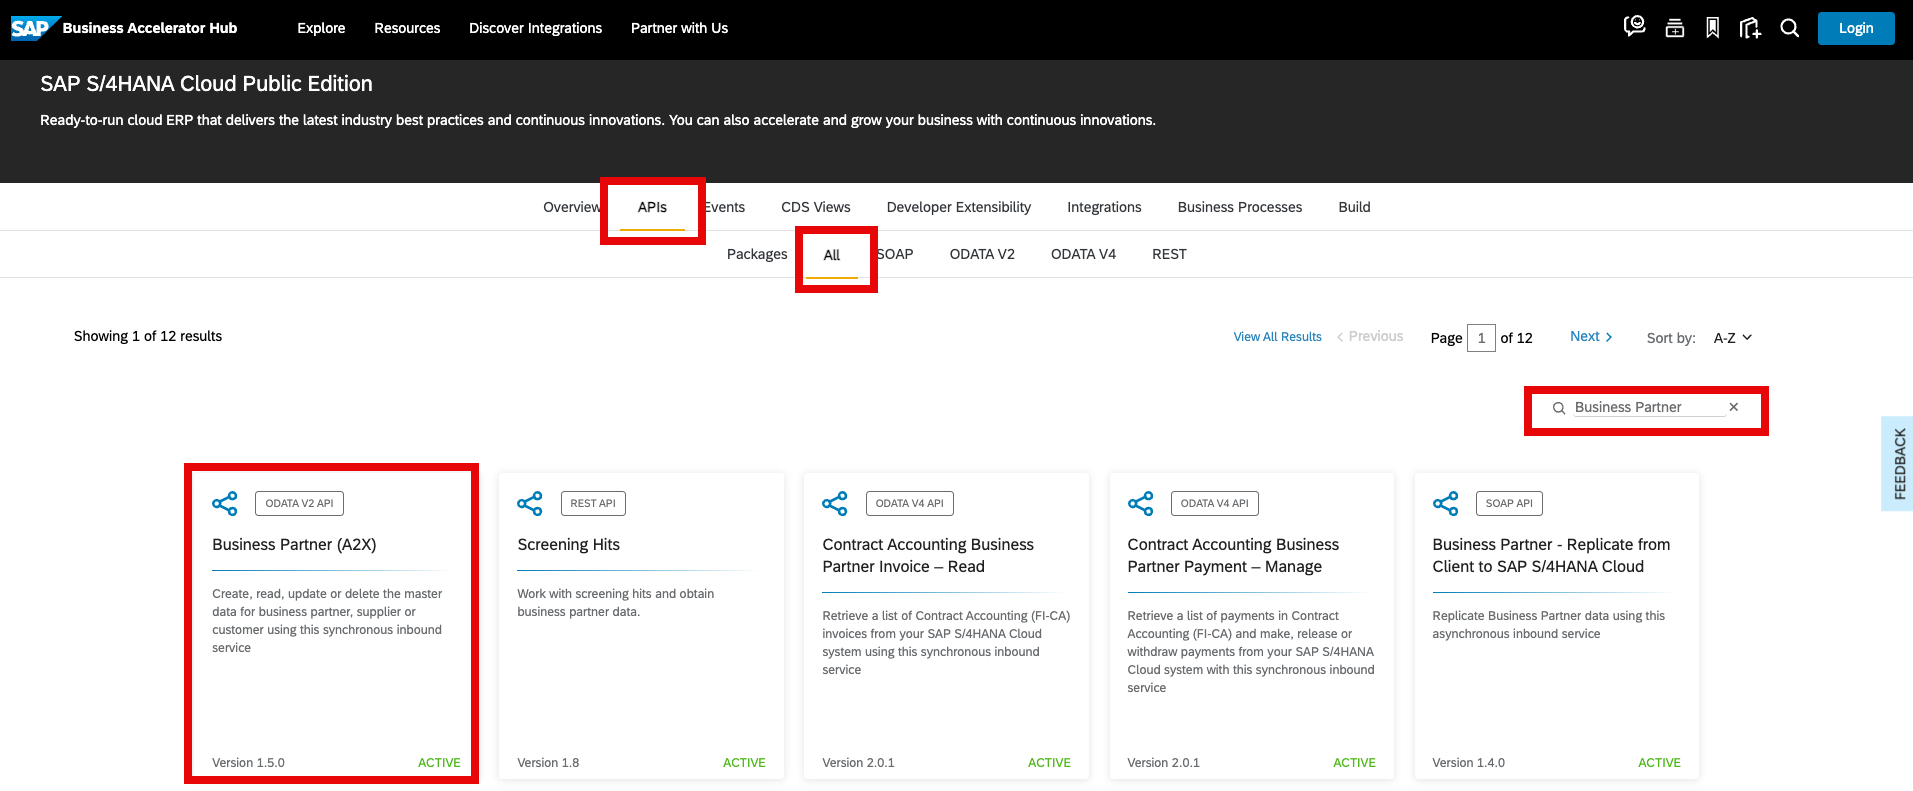 SAP Business Accelerator Hub
Explore Resources Discover Integrations Partner with Us
Login
SAP S/4HANA Cloud Public Edition
Ready-to-run cloud ERP that delivers the latest industry best practices and continuous innovations. You can also accelerate and grow your business with continuous innovations.
Overview APIs Events CDS Views Developer Extensibility Integrations Business Processes Build
Packages All SOAP ODATA V2 ODATA V4 REST
Showing 1 of 12 results
View All Results Previous Page 1 of 12 Next Sort by: A-Z
Business Partner
FEEDBACK
ODATA V2 API
Business Partner (A2X)
Create, read, update or delete the master
data for business partner, supplier or
customer using this synchronous inbound
service
Version 1.5.0 ACTIVE
REST API
Screening Hits
Work with screening hits and obtain
business partner data.
Version 1.8 ACTIVE
ODATA V4 API
Contract Accounting Business
Partner Invoice – Read
Retrieve a list of Contract Accounting (FI-CA)
invoices from your SAP S/4HANA Cloud
system using this synchronous inbound
service
Version 2.0.1 ACTIVE
ODATA V4 API
Contract Accounting Business
Partner Payment – Manage
Retrieve a list of payments in Contract
Accounting (FI-CA) and make, release or
withdraw payments from your SAP S/4HANA
Cloud system with this synchronous inbound
service
Version 2.0.1 ACTIVE
SOAP API
Business Partner - Replicate from
Client to SAP S/4HANA Cloud
Replicate Business Partner data using this
asynchronous inbound service
Version 1.4.0 ACTIVE